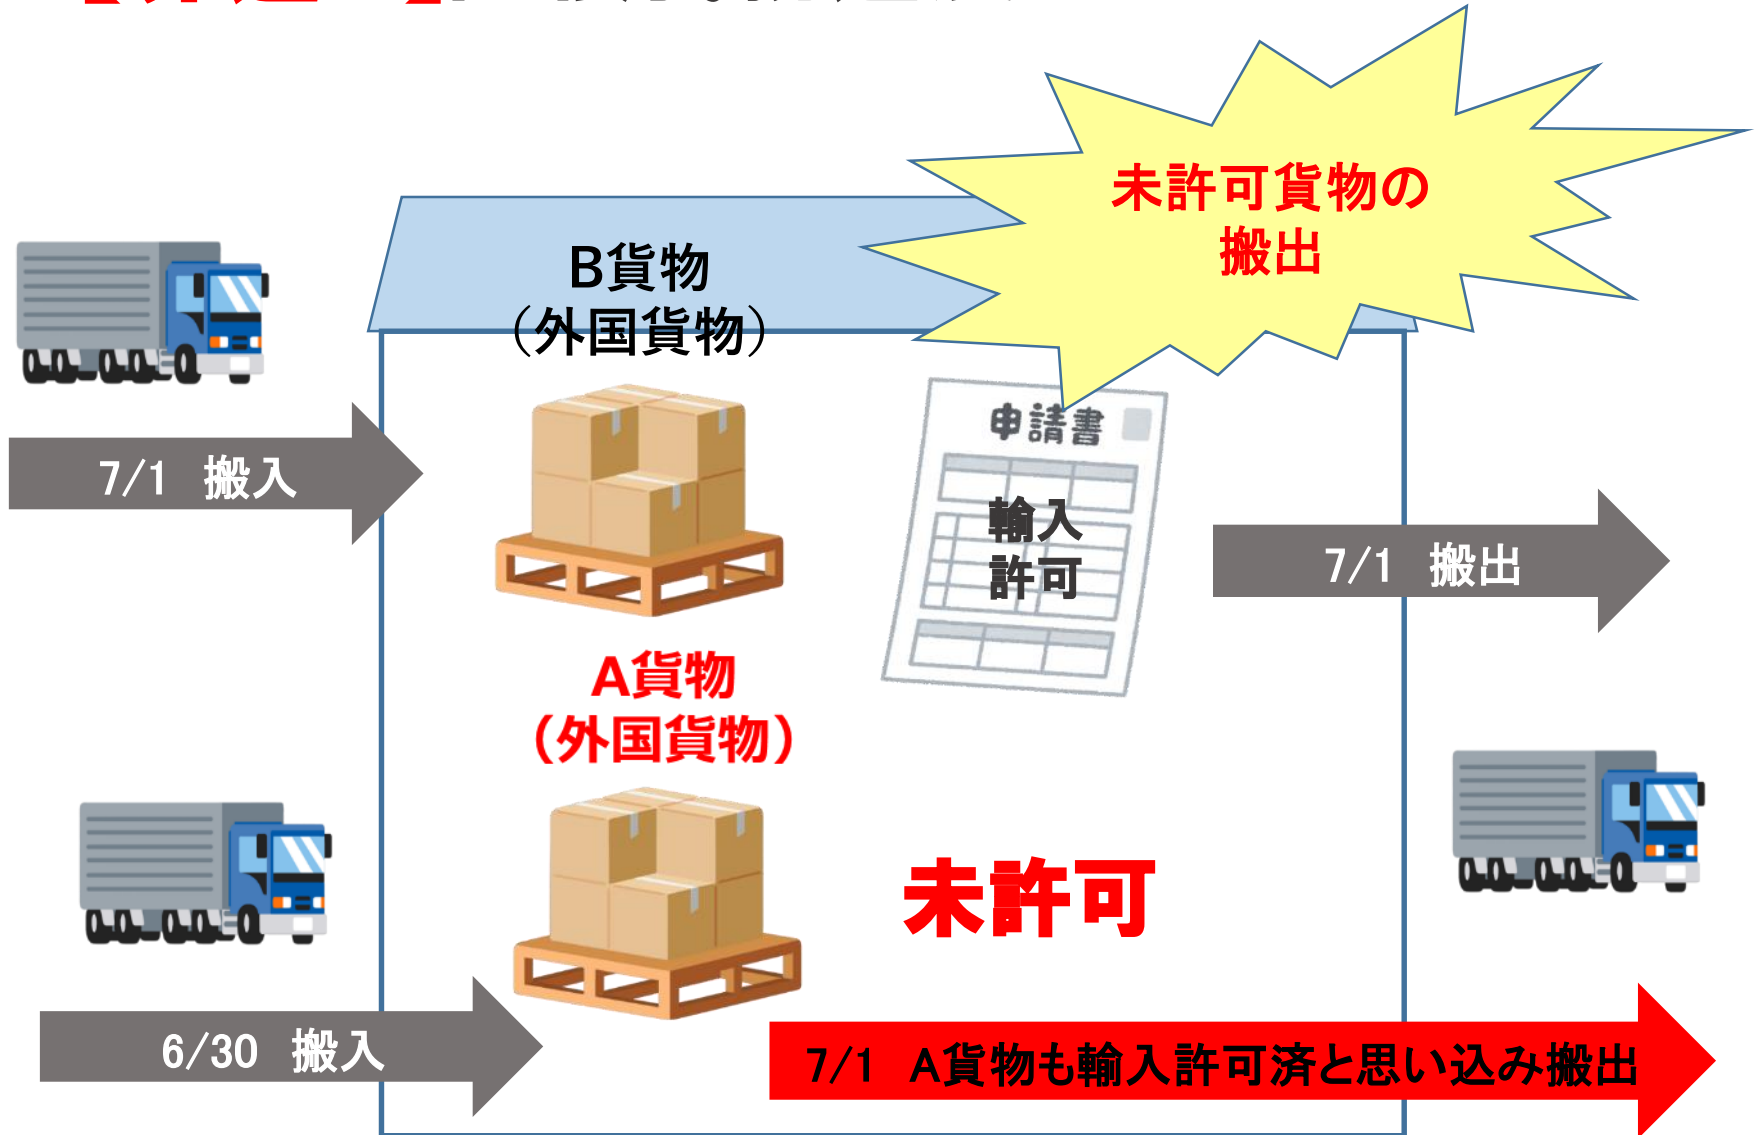 未許可貨物の
搬出
B貨物
（外国貨物）
7/1 搬入
申請書
輸入
許可
7/1 搬出
A貨物
（外国貨物）
未許可
6/30 搬入
7/1 A貨物も輸入許可済と思い込み搬出